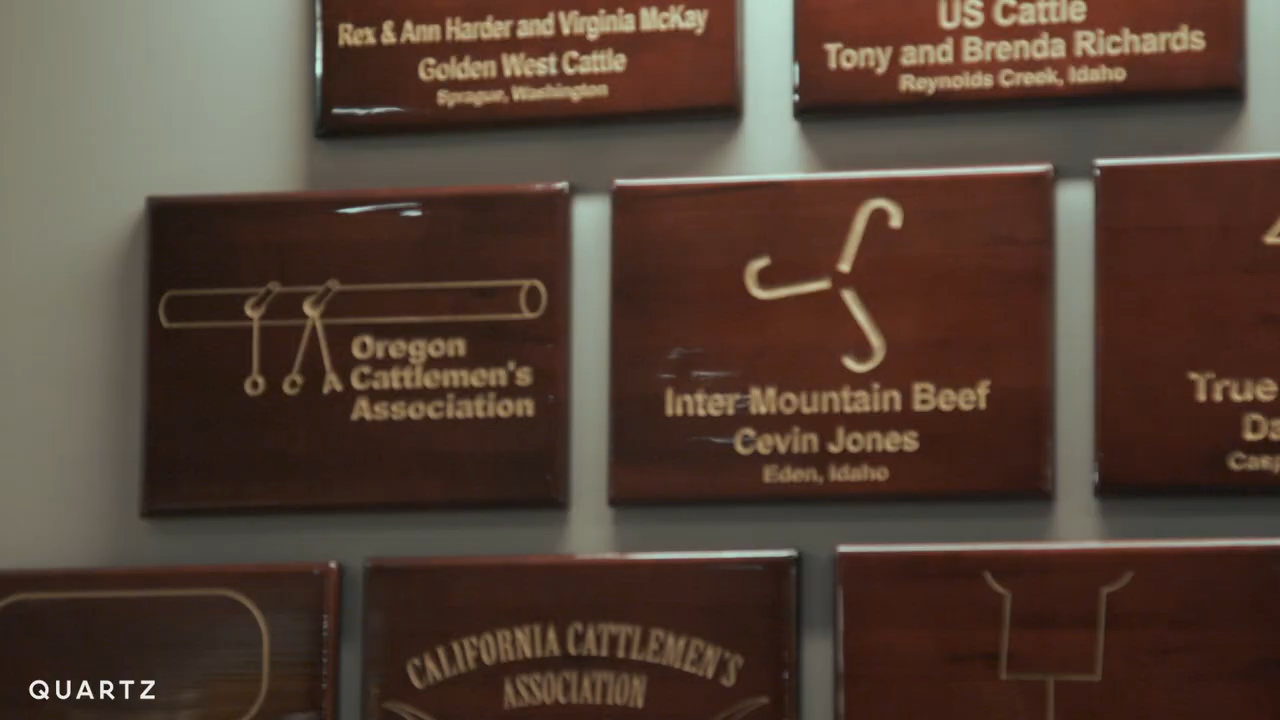 Rex & Ann Harder and Virginia McKay
Golden West Cattle
Sprague, Washington
US Cattle
Tony and Brenda Richards
Reynolds Creek, Idaho
Oregon
Cattlemen's
Association
Inter Mountain Beef
Cevin Jones
Eden, Idaho
True
CALIFORNIA CATTLEMEN'S
ASSOCIATION
QUARTZ